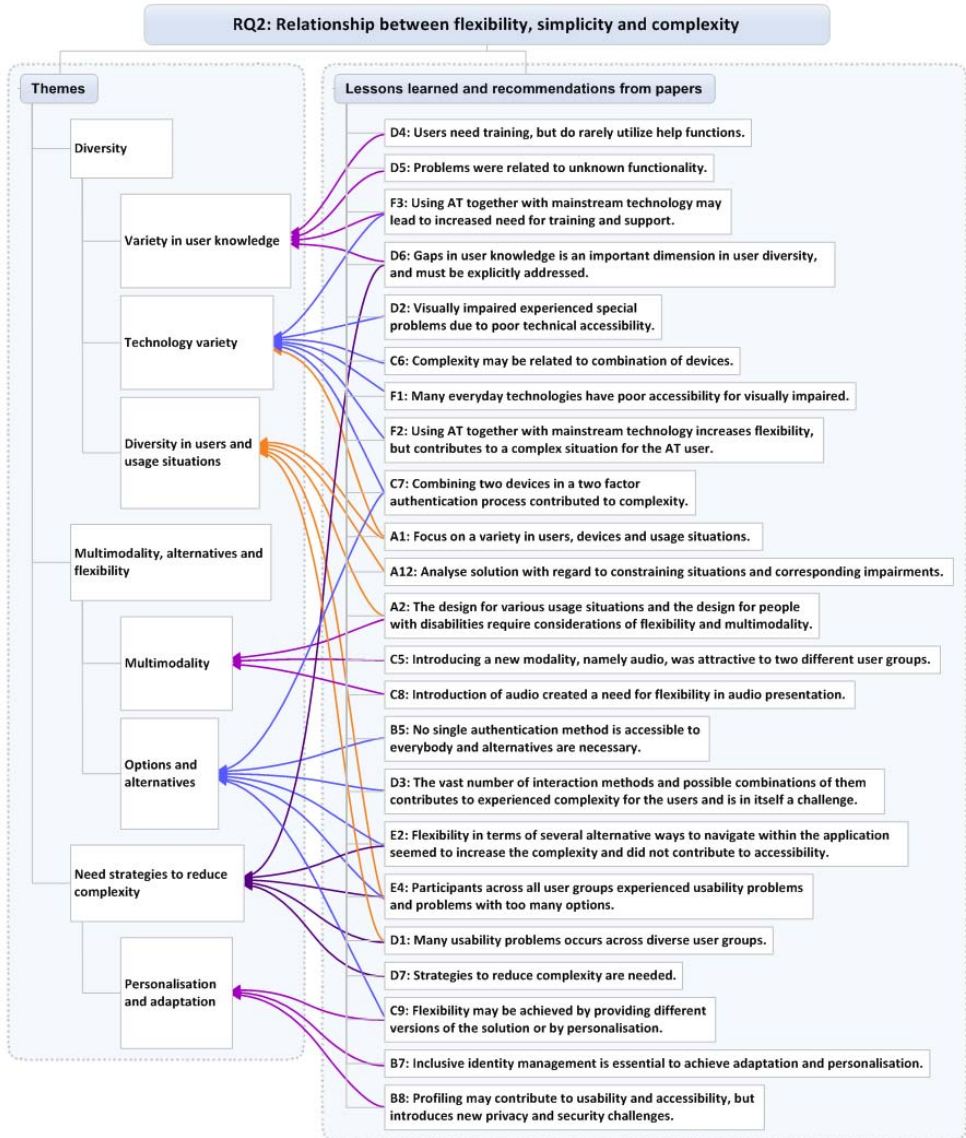 RQ2: Relationship between flexibility, simplicity and complexity
Themes
Diversity
Variety in user knowledge
Technology variety
Diversity in users and
usage situations
Multimodality, alternatives and
flexibility
Multimodality
Options and
alternatives
Need strategies to reduce
complexity
Personalisation
and adaptation
Lessons learned and recommendations from papers
D4: Users need training, but do rarely utilize help functions.
D5: Problems were related to unknown functionality.
F3: Using AT together with mainstream technology may
lead to increased need for training and support.
D6: Gaps in user knowledge is an important dimension in user diversity,
and must be explicitly addressed.
D2: Visually impaired experienced special
problems due to poor technical accessibility.
C6: Complexity may be related to combination of devices.
F1: Many everyday technologies have poor accessibility for visually impaired.
F2: Using AT together with mainstream technology increases flexibility,
but contributes to a complex situation for the AT user.
C7: Combining two devices in a two factor
authentication process contributed to complexity.
A1: Focus on a variety in users, devices and usage situations.
A12: Analyse solution with regard to constraining situations and corresponding impairments.
A2: The design for various usage situations and the design for people
with disabilities require considerations of flexibility and multimodality.
C5: Introducing a new modality, namely audio, was attractive to two different user groups.
C8: Introduction of audio created a need for flexibility in audio presentation.
B5: No single authentication method is accessible to
everybody and alternatives are necessary.
D3: The vast number of interaction methods and possible combinations of them
contributes to experienced complexity for the users and is in itself a challenge.
E2: Flexibility in terms of several alternative ways to navigate within the application
seemed to increase the complexity and did not contribute to accessibility.
E4: Participants across all user groups experienced usability problems
and problems with too many options.
D1: Many usability problems occurs across diverse user groups.
D7: Strategies to reduce complexity are needed.
C9: Flexibility may be achieved by providing different
versions of the solution or by personalisation.
B7: Inclusive identity management is essential to achieve adaptation and personalisation.
B8: Profiling may contribute to usability and accessibility, but
introduces new privacy and security challenges.